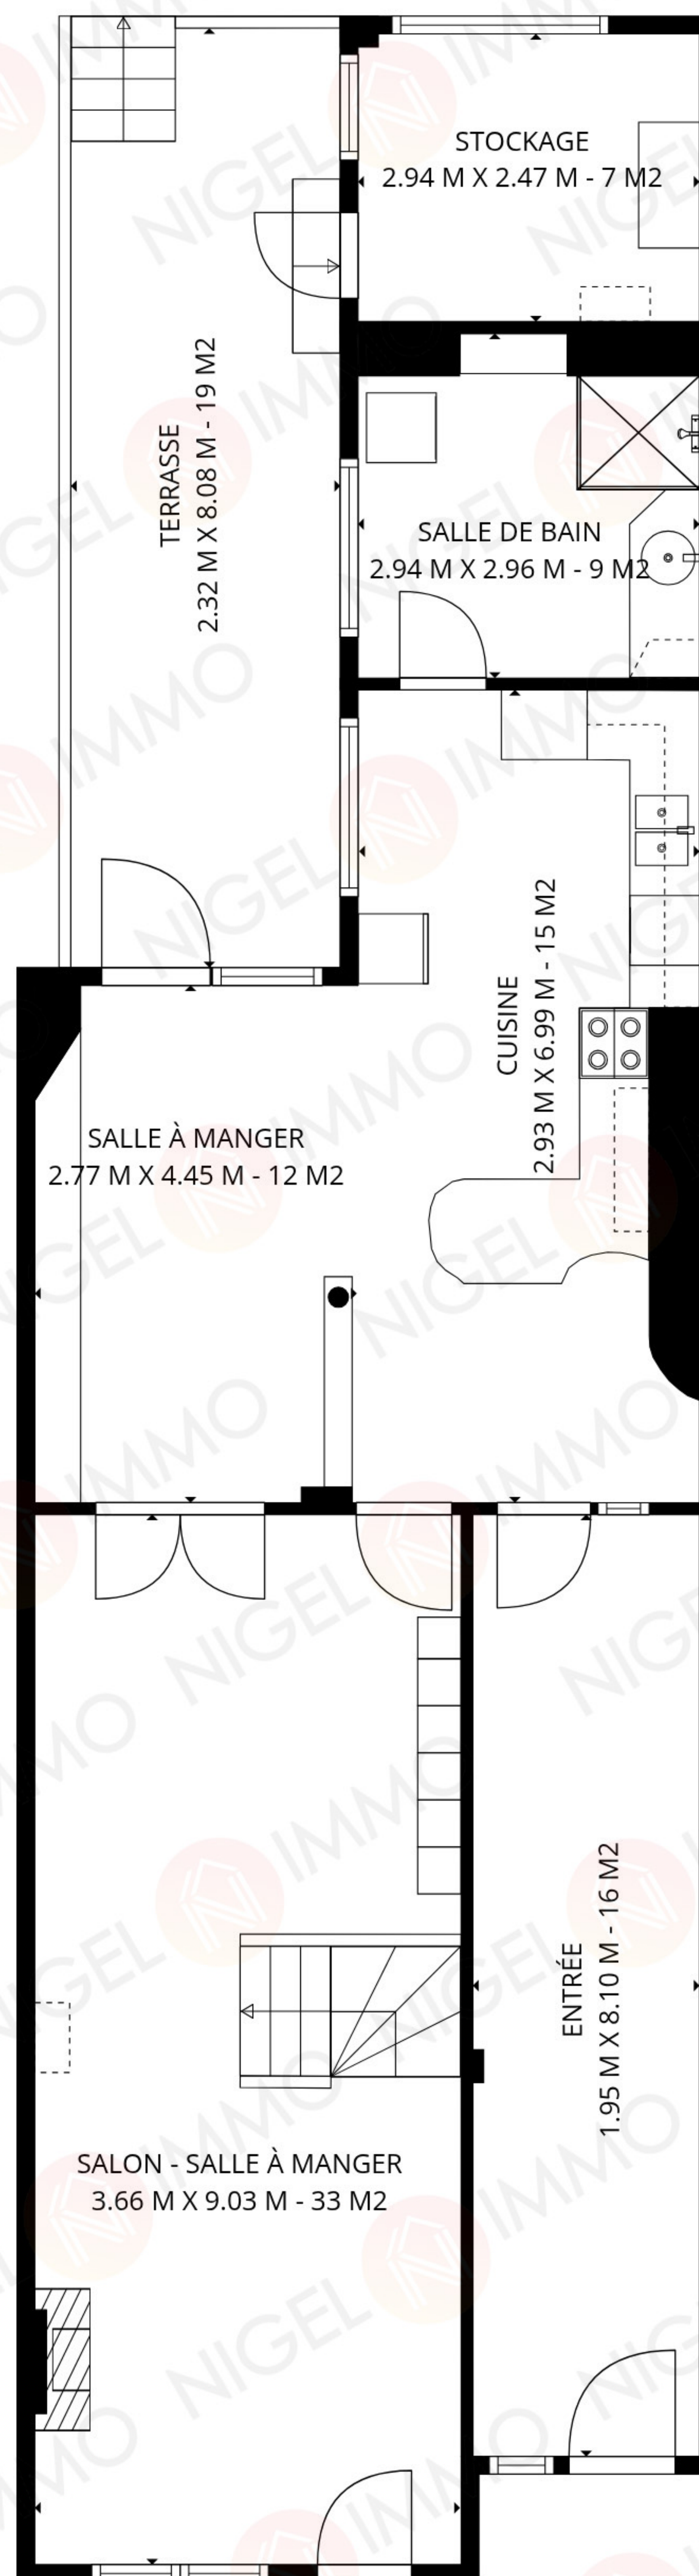 STOCKAGE
2.94 M X 2.47 M - 7 M2
TERRASSE
2.32 M X 8.08 M - 19 M2
SALLE DE BAIN
2.94 M X 2.96 M - 9 M2
CUISINE
2.93 M X 6.99 M - 15 M2
SALLE À MANGER
2.77 M X 4.45 M - 12 M2
ENTRÉE
1.95 M X 8.10 M - 16 M2
SALON - SALLE À MANGER
3.66 M X 9.03 M - 33 M2
NIGEL IMMO